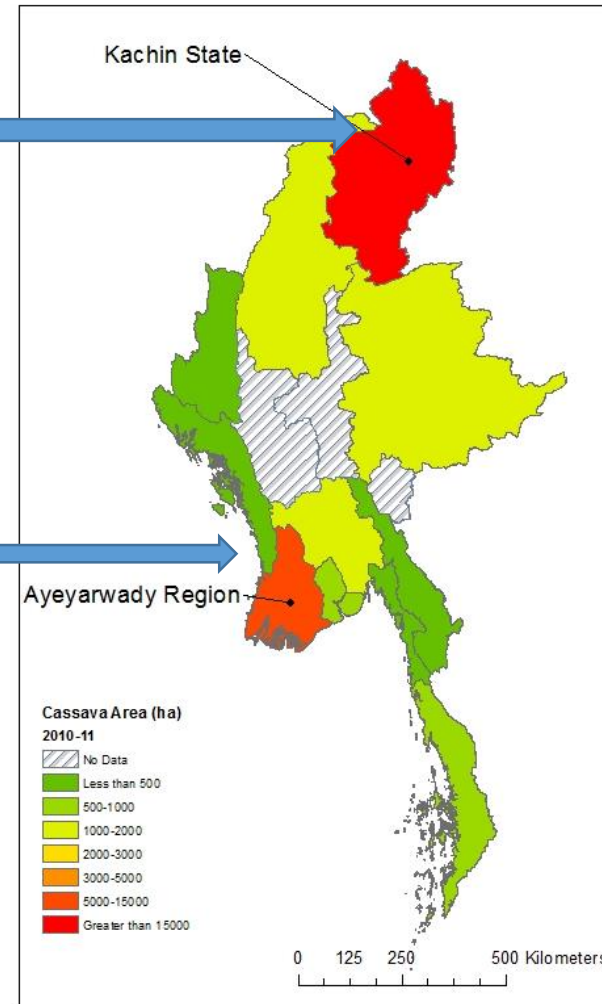 Kachin State
Ayeyarwady Region
Cassava Area (ha)
2010-11
No Data
Less than 500
500-1000
1000-2000
2000-3000
3000-5000
5000-15000
Greater than 15000
0 125 250 500 Kilometers